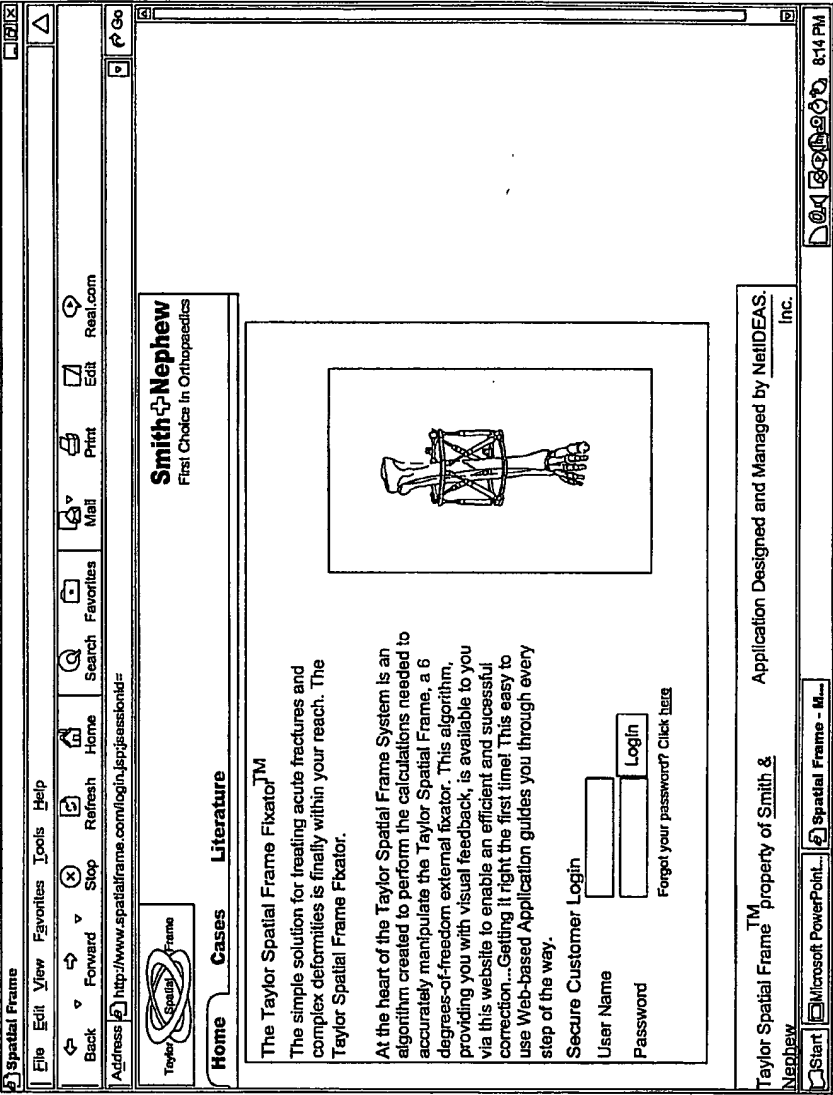 Spatial Frame
File Edit View Favorites Tools Help
Back Forward Stop Refresh Home Search Favorites Mail Print Edit Real.com
Address http://www.spatialframe.com/login.jsp;jsessionid= Go
Taylor Spatial Frame
Smith+Nephew
First Choice in Orthopaedics
Home Cases Literature
The Taylor Spatial Frame Fixator™
The simple solution for treating acute fractures and
complex deformities is finally within your reach. The
Taylor Spatial Frame Fixator.
At the heart of the Taylor Spatial Frame System is an
algorithm created to perform the calculations needed to
accurately manipulate the Taylor Spatial Frame, a 6
degrees-of-freedom external fixator. This algorithm,
providing you with visual feedback, is available to you
via this website to enable an efficient and sucessful
correction...Getting it right the first time! This easy to
use Web-based Application guides you through every
step of the way.
Secure Customer Login
User Name
Password Login
Forgot your password? Click here
Taylor Spatial Frame™ property of Smith & Application Designed and Managed by NetIDEAS.
Nephew Inc.
Start Microsoft PowerPoint... Spatial Frame - M... 8:14 PM